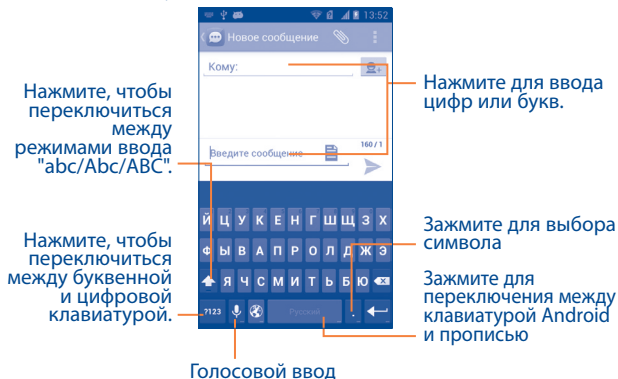 13:52
Новое сообщение
Кому:
Нажмите, чтобы
переключиться
между
режимами ввода
"abc/Abc/ABC".
Нажмите для ввода
цифр или букв.
160 / 1
Введите сообщение
Й Ц У К Е Н Г Ш Щ З Х
Ф Ы В А П Р О Л Д Ж Э
Я Ч С М И Т Ь Б Ю
?123
Русский
.
Нажмите, чтобы
переключиться
между буквенной
и цифровой
клавиатурой.
Зажмите для выбора
символа
Зажмите для
переключения между
клавиатурой Android
и прописью
Голосовой ввод